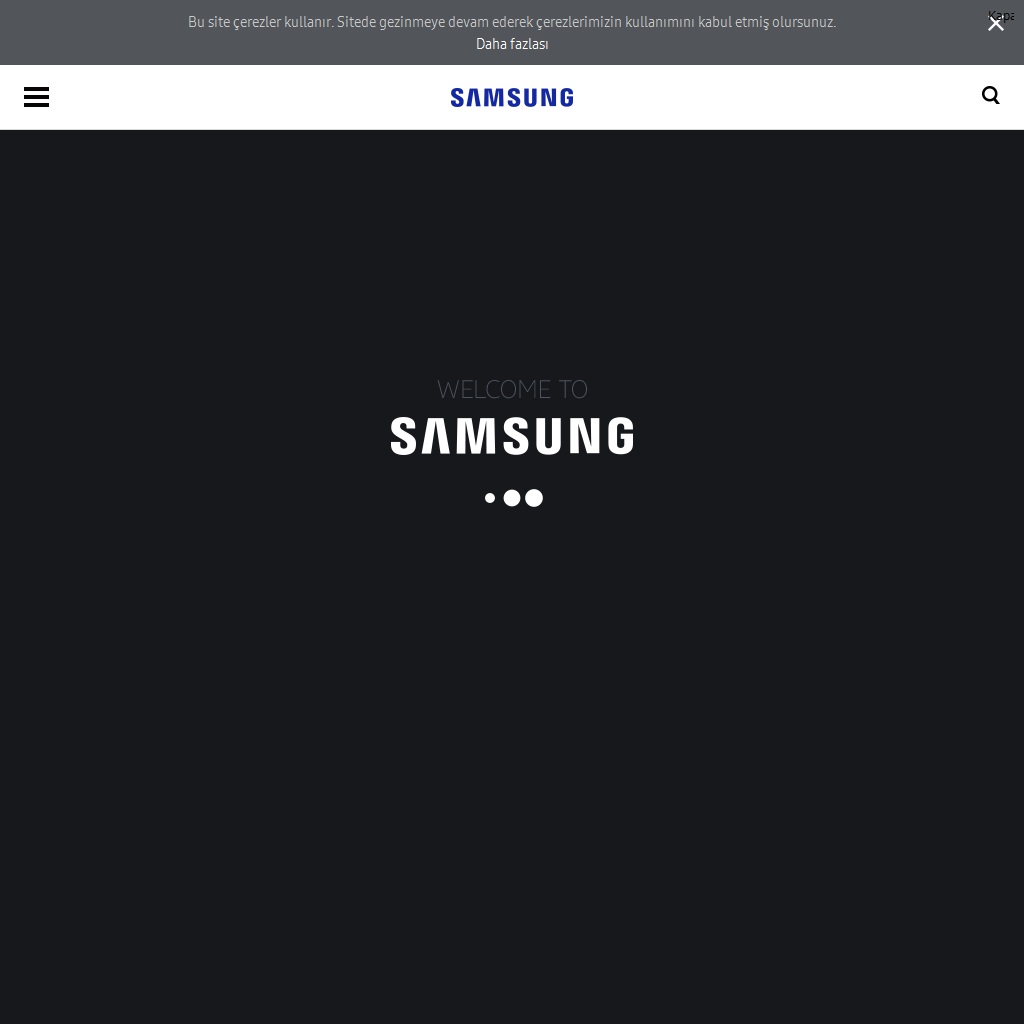 Bu site çerezler kullanır. Sitede gezinmeye devam ederek çerezlerimizin kullanımını kabul etmiş olursunuz.
Daha fazlası
SAMSUNG
WELCOME TO
SAMSUNG